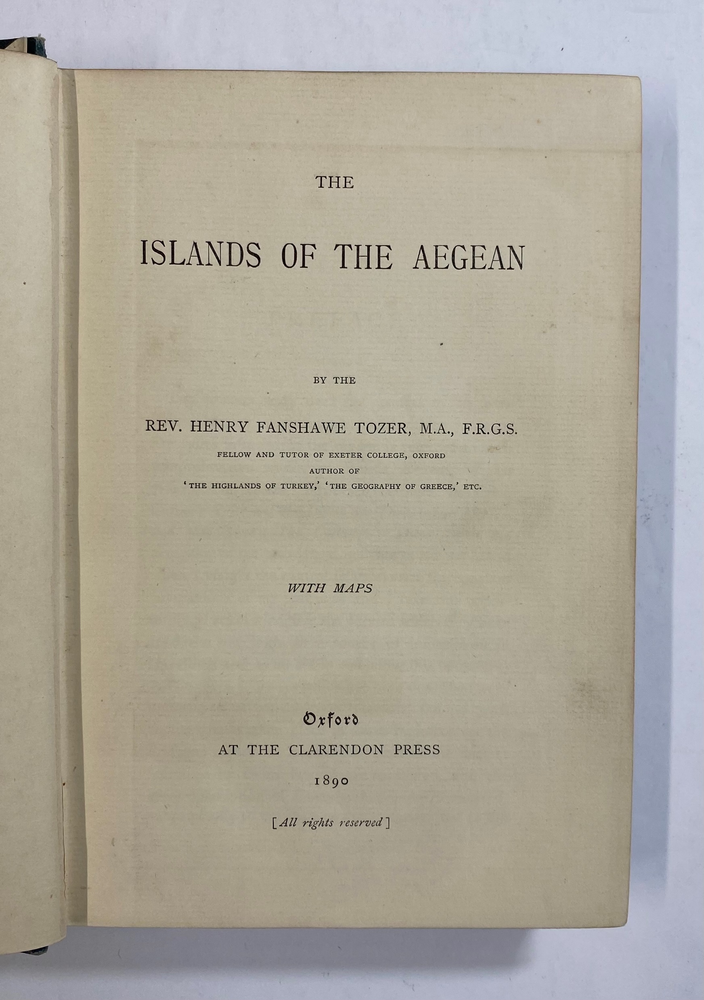 THE
ISLANDS OF THE AEGEAN
BY THE
REV. HENRY FANSHAWE TOZER, M.A., F.R.G.S.
FELLOW AND TUTOR OF EXETER COLLEGE, OXFORD
AUTHOR OF
‘THE HIGHLANDS OF TURKEY,’ ‘THE GEOGRAPHY OF GREECE,’ ETC.
WITH MAPS
Oxford
AT THE CLARENDON PRESS
1890
[All rights reserved]